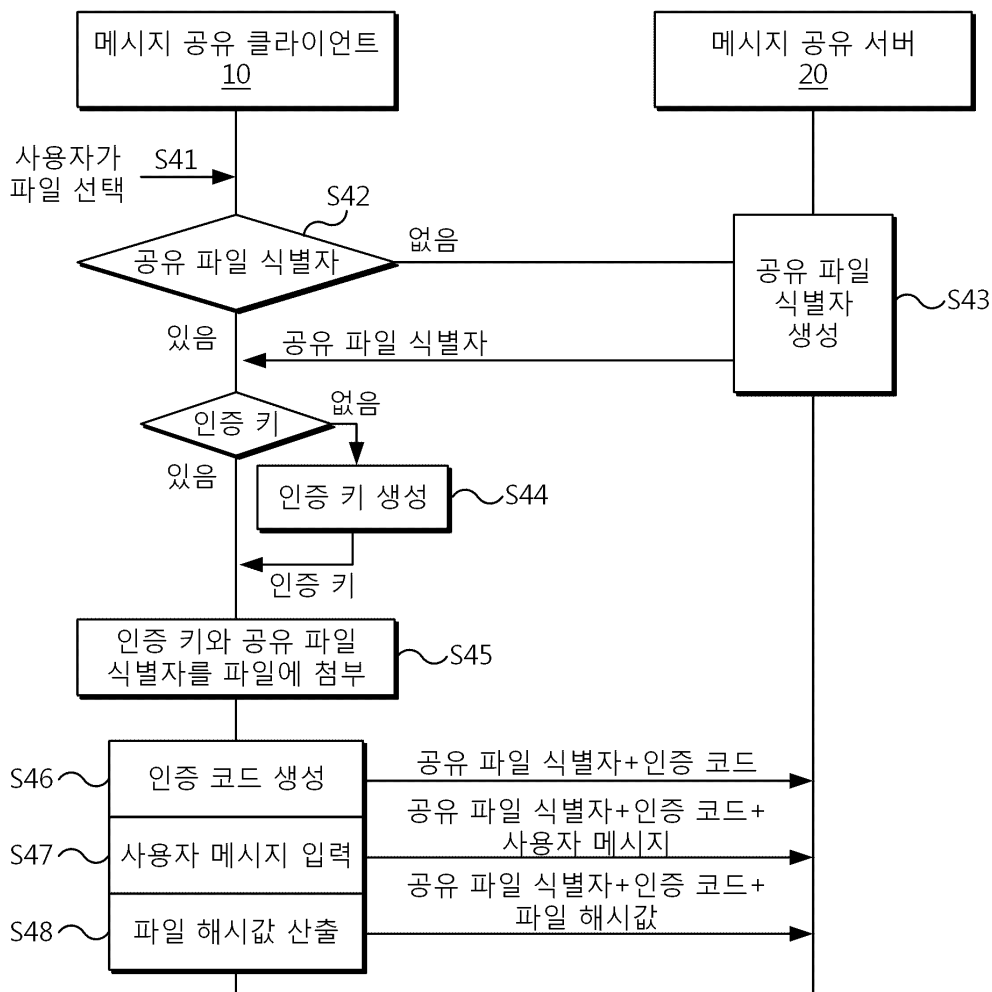 메시지 공유 클라이언트
10
메시지 공유 서버
20
사용자가
파일 선택
S41
S42
공유 파일 식별자
없음
공유 파일
식별자
생성
S43
있음
공유 파일 식별자
인증 키
없음
있음
인증 키 생성
S44
인증 키
인증 키와 공유 파일
식별자를 파일에 첨부
S45
S46
인증 코드 생성
공유 파일 식별자+인증 코드
공유 파일 식별자+인증 코드+
사용자 메시지
S47
사용자 메시지 입력
공유 파일 식별자+인증 코드+
파일 해시값
S48
파일 해시값 산출